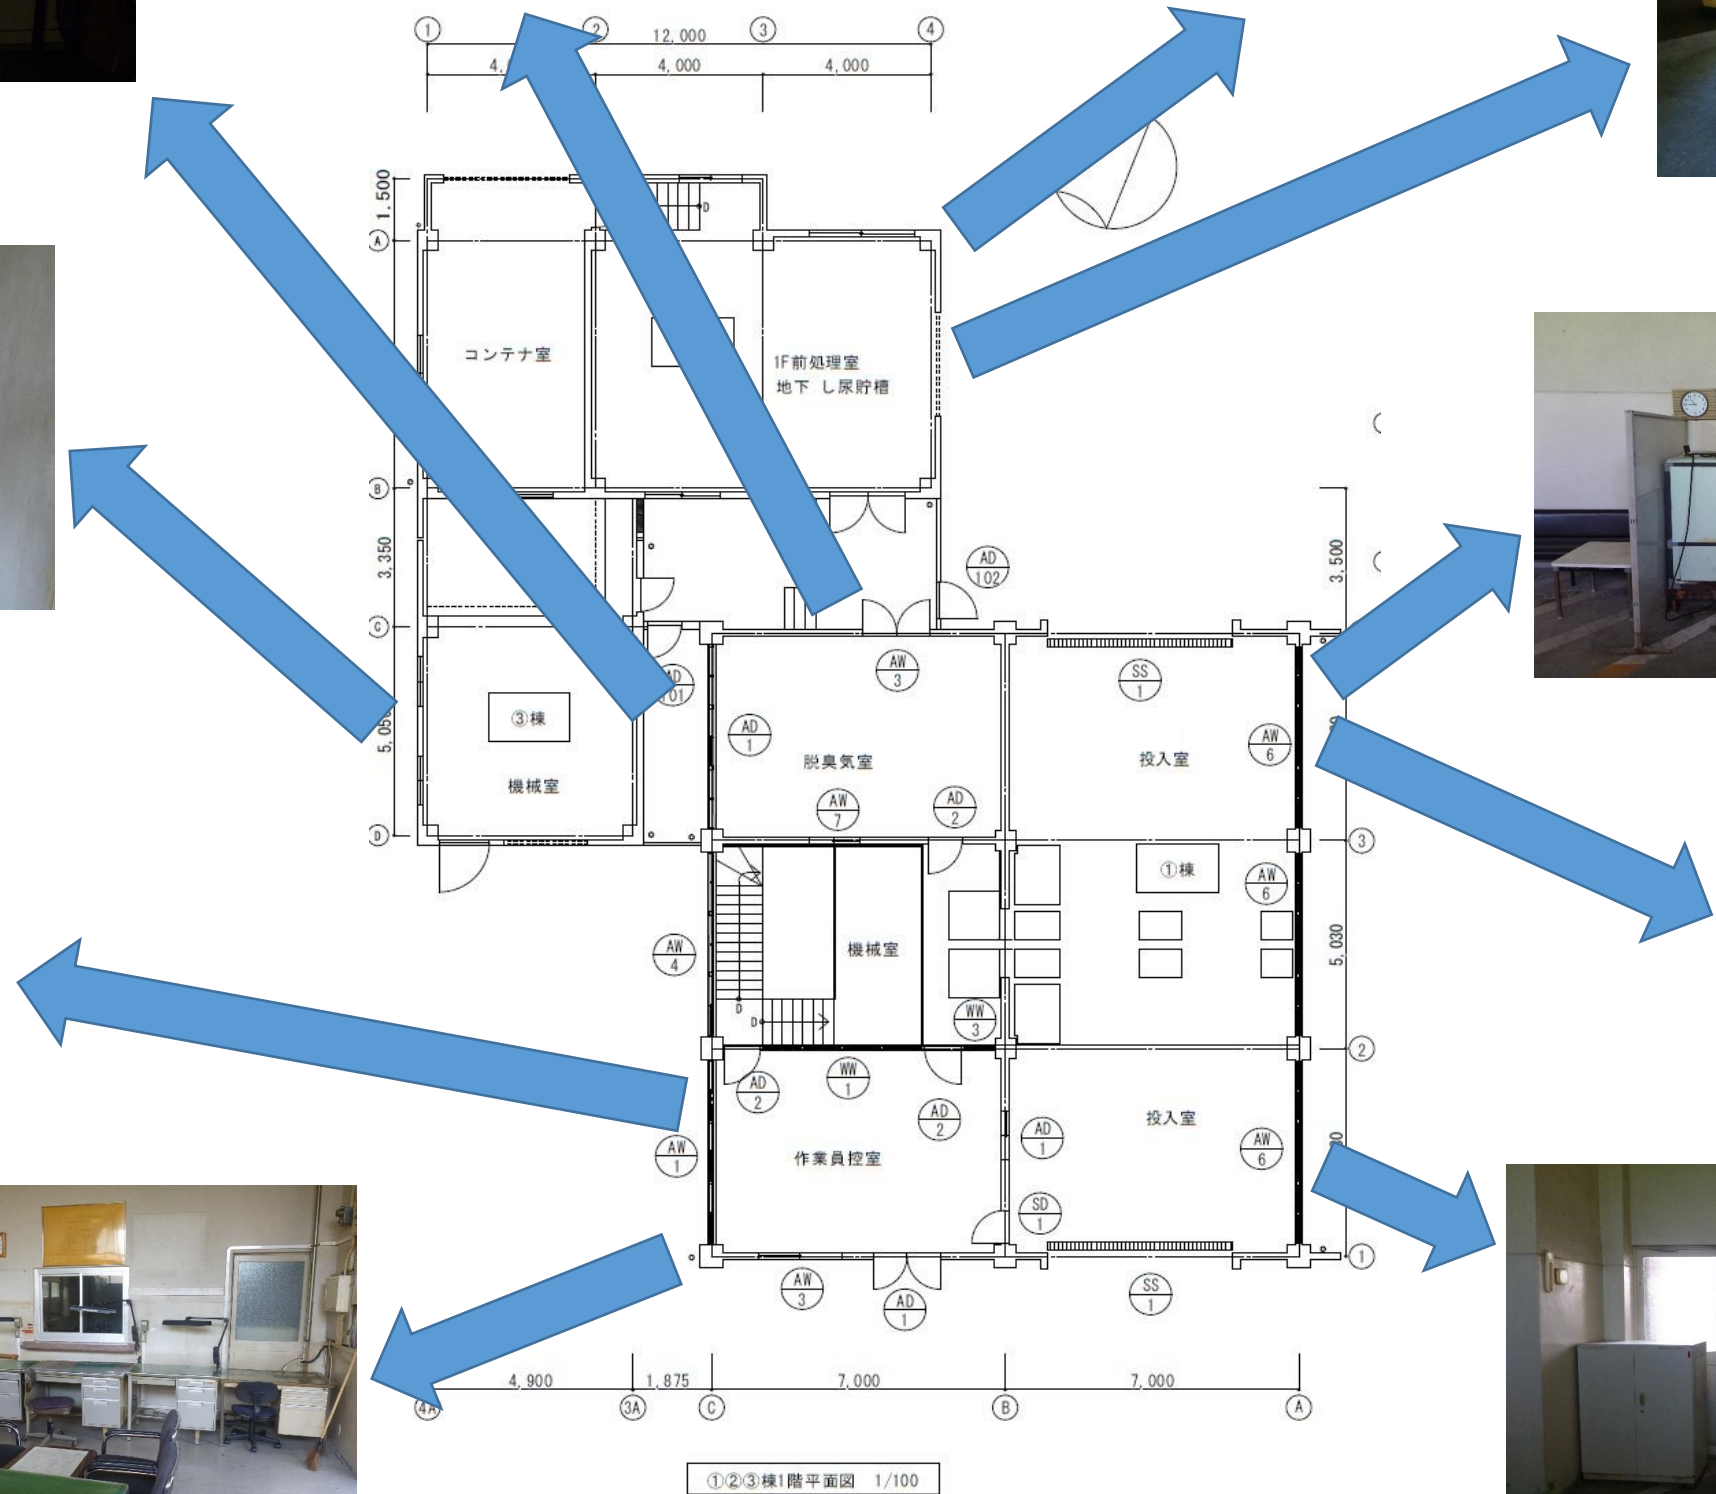 1
2
3
4
12,000
4,000
4,000
1,500
D
A
コンテナ室
1F前処理室
地下 し尿貯槽
B
3,350
3,500
AD
102
C
AD
101
AW
3
SS
1
③棟
5,050
AD
1
脱臭気室
投入室
AW
6
機械室
AW
7
AD
2
D
3
①棟
AW
6
AW
4
機械室
5,030
D
D
WW
3
2
AD
2
WW
1
AD
2
投入室
AD
1
AW
6
AW
1
作業員控室
SD
1
1
AW
3
AD
1
SS
1
4,900
1,875
7,000
7,000
4A
3A
C
B
A
①②③棟1階平面図 1/100